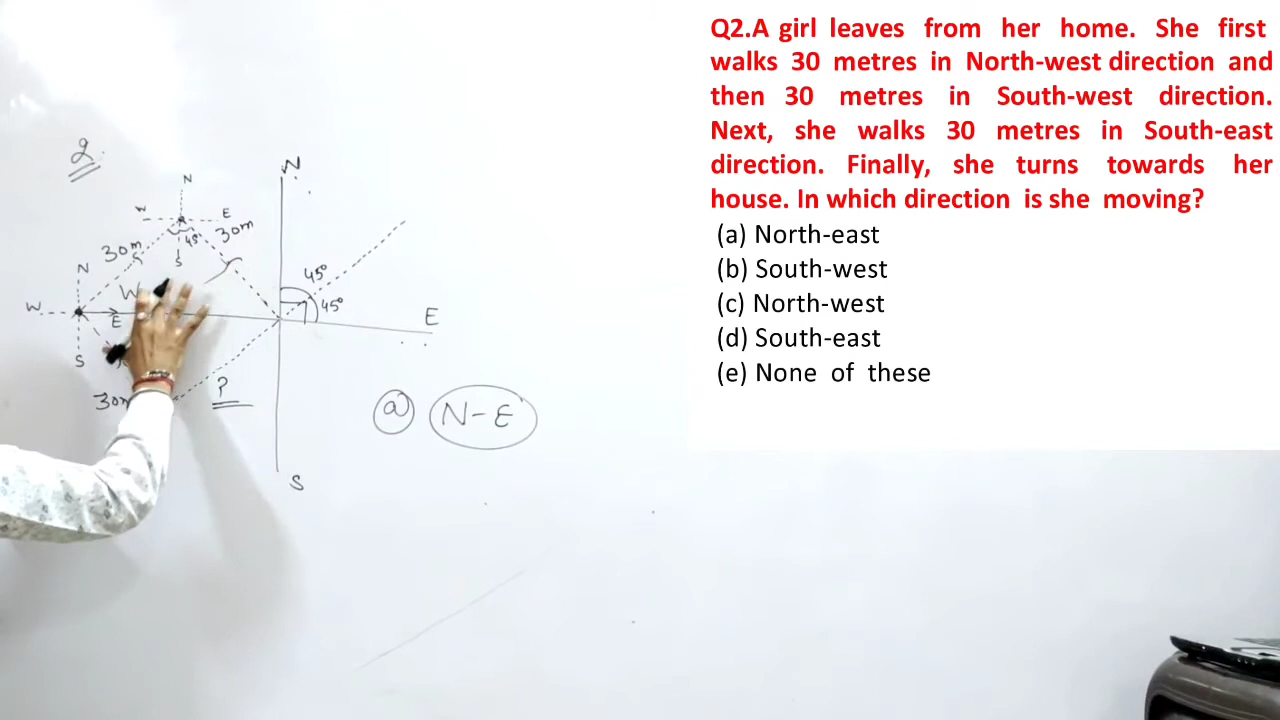 Q2.A girl leaves from her home. She first
walks 30 metres in North-west direction and
then 30 metres in South-west direction.
Next, she walks 30 metres in South-east
direction. Finally, she turns towards her
house. In which direction is she moving?
(a) North-east
(b) South-west
(c) North-west
(d) South-east
(e) None of these
2.
N
N
W
E
30m
30m
45°
S
N
45°
W
W
45°
E
E
S
30m
?
(a) N-E
S